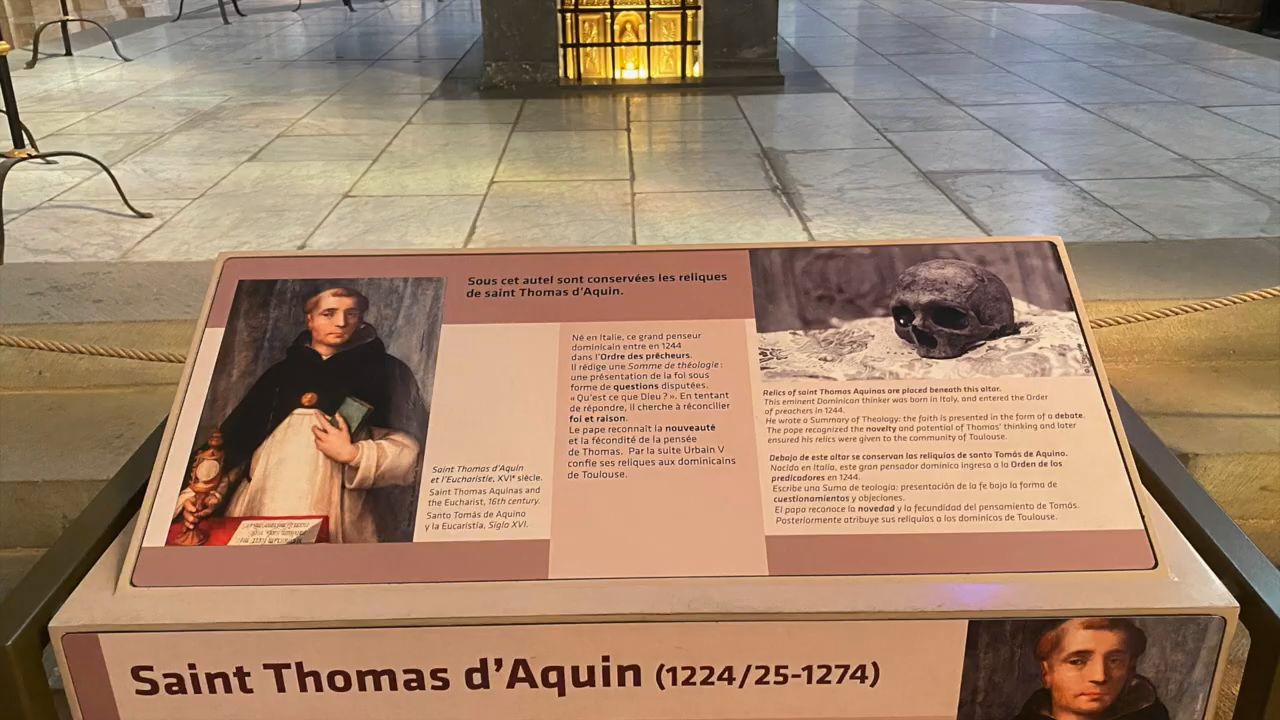 Sous cet autel sont conservées les reliques
de saint Thomas d'Aquin.
Saint Thomas d'Aquin
et l'Eucharistie, XVIᵉ siècle.
Saint Thomas Aquinas and
the Eucharist, 16th century.
Santo Tomás de Aquino
y la Eucaristía, Siglo XVI.
Né en Italie, ce grand penseur
dominicain entre en 1244
dans l'Ordre des prêcheurs.
Il rédige une Somme de théologie :
une présentation de la foi sous
forme de questions disputées.
« Qu'est ce que Dieu ? ». En tentant
de répondre, il cherche à réconcilier
foi et raison.
Le pape reconnaît la nouveauté
et la fécondité de la pensée
de Thomas. Par la suite Urbain V
confie ses reliques aux dominicains
de Toulouse.
Relics of saint Thomas Aquinas are placed beneath this altar.
This eminent Dominican thinker was born in Italy, and entered the Order
of preachers in 1244.
He wrote a Summary of Theology: the faith is presented in the form of a debate.
The pope recognized the novelty and potential of Thomas' thinking and later
ensured his relics were given to the community of Toulouse.
Debajo de este altar se conservan las reliquias de santo Tomás de Aquino.
Nacido en Italia, este gran pensador dominico ingresa a la Orden de los
predicadores en 1244.
Escribe una Suma de teología: presentación de la fe bajo la forma de
cuestionamientos y objeciones.
El papa reconoce la novedad y la fecundidad del pensamiento de Tomás.
Posteriormente atribuye sus reliquias a los dominicos de Toulouse.
Saint Thomas d'Aquin (1224/25-1274)